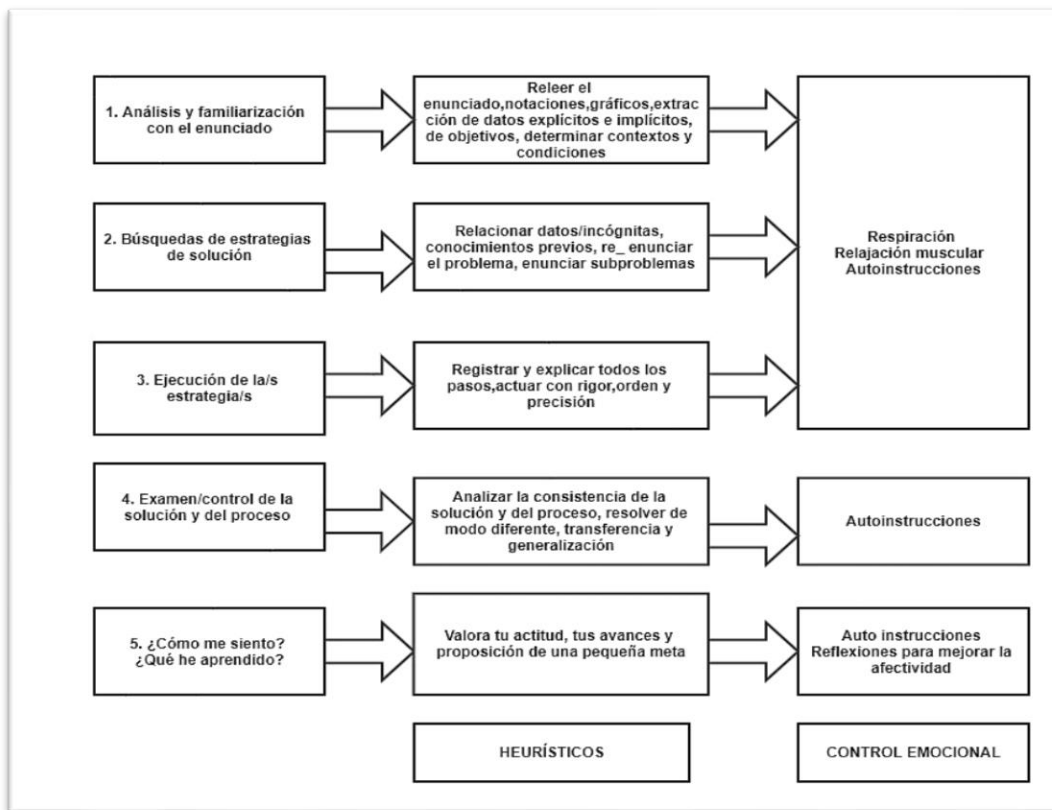 1. Análisis y familiarización
con el enunciado
Releer el
enunciado,notaciones,gráficos,extrac
ción de datos explícitos e implícitos,
de objetivos, determinar contextos y
condiciones
2. Búsquedas de estrategias
de solución
Relacionar datos/incógnitas,
conocimientos previos, re_ enunciar
el problema, enunciar subproblemas
Respiración
Relajación muscular
Autoinstrucciones
3. Ejecución de la/s
estrategia/s
Registrar y explicar todos los
pasos,actuar con rigor,orden y
precisión
4. Examen/control de la
solución y del proceso
Analizar la consistencia de la
solución y del proceso, resolver de
modo diferente, transferencia y
generalización
Autoinstrucciones
5. ¿Cómo me siento?
¿Qué he aprendido?
Valora tu actitud, tus avances y
proposición de una pequeña meta
Auto instrucciones
Reflexiones para mejorar la
afectividad
HEURÍSTICOS
CONTROL EMOCIONAL